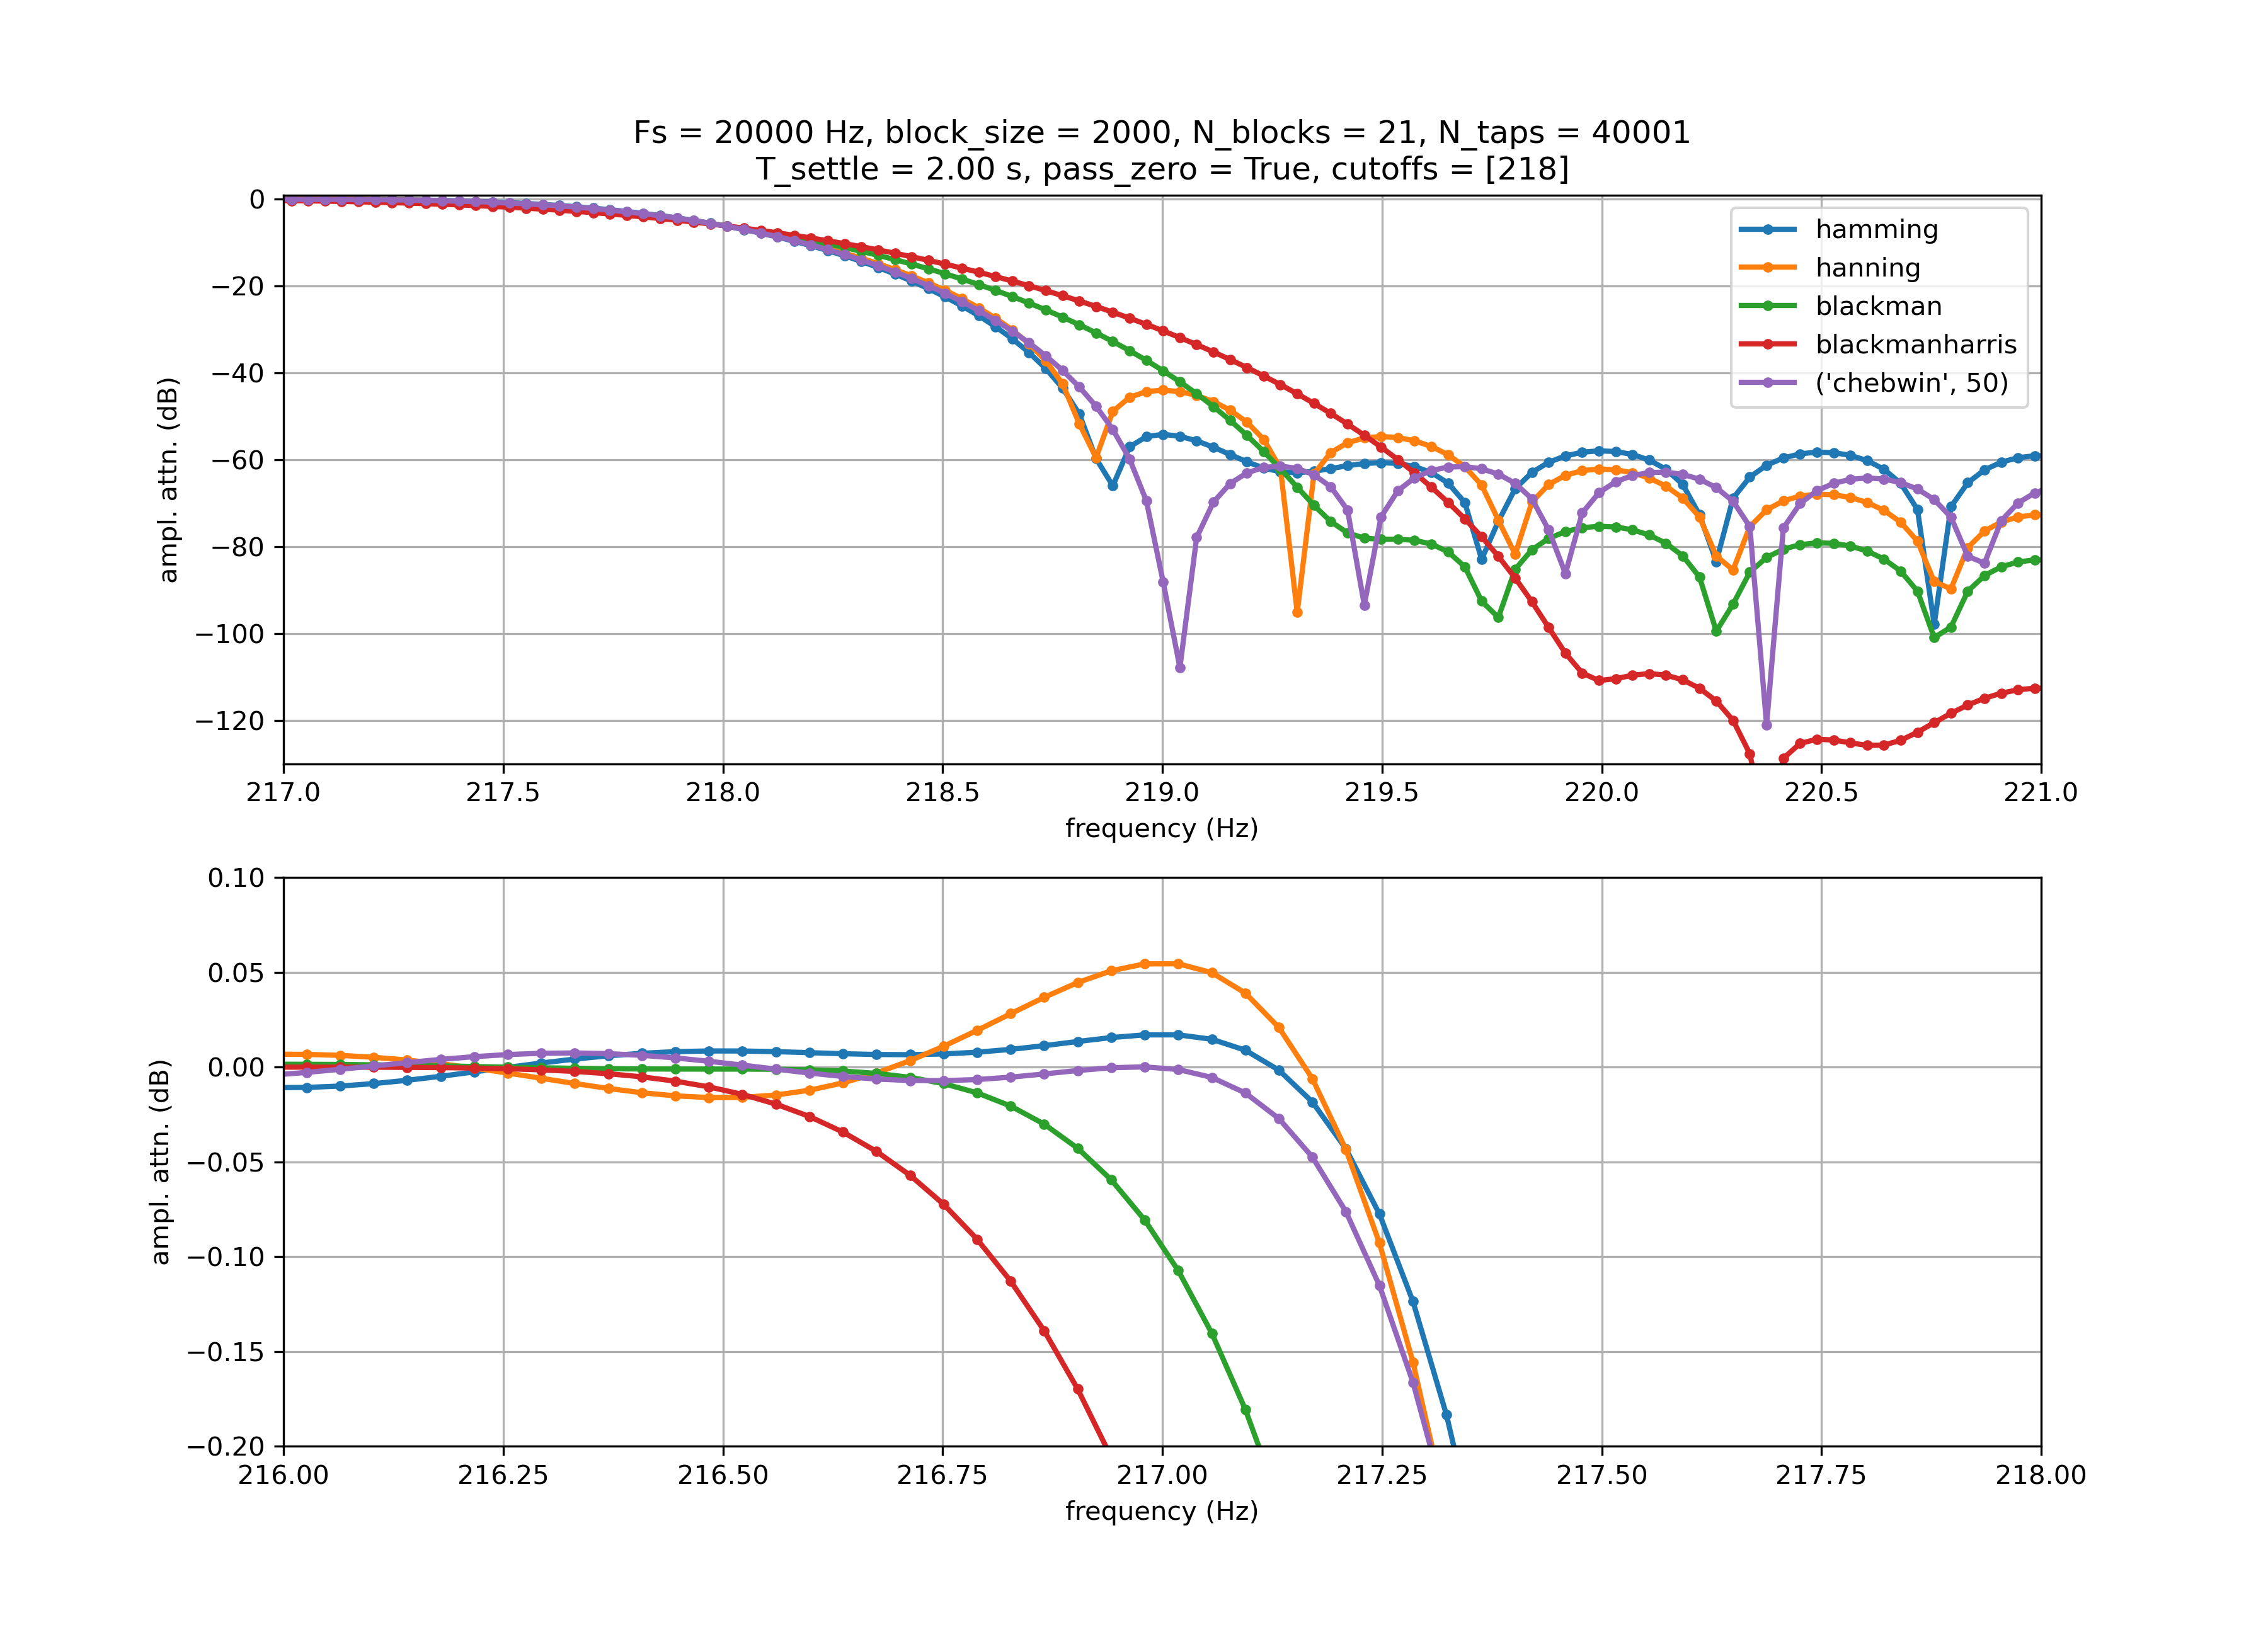 Fs = 20000 Hz, block_size = 2000, N_blocks = 21, N_taps = 40001
T_settle = 2.00 s, pass_zero = True, cutoffs = [218]
ampl. attn. (dB)
0
−20
−40
−60
−80
−100
−120
hamming
hanning
blackman
blackmanharris
('chebwin', 50)
217.0 217.5 218.0 218.5 219.0 219.5 220.0 220.5 221.0
frequency (Hz)
ampl. attn. (dB)
0.10
0.05
0.00
−0.05
−0.10
−0.15
−0.20
216.00 216.25 216.50 216.75 217.00 217.25 217.50 217.75 218.00
frequency (Hz)